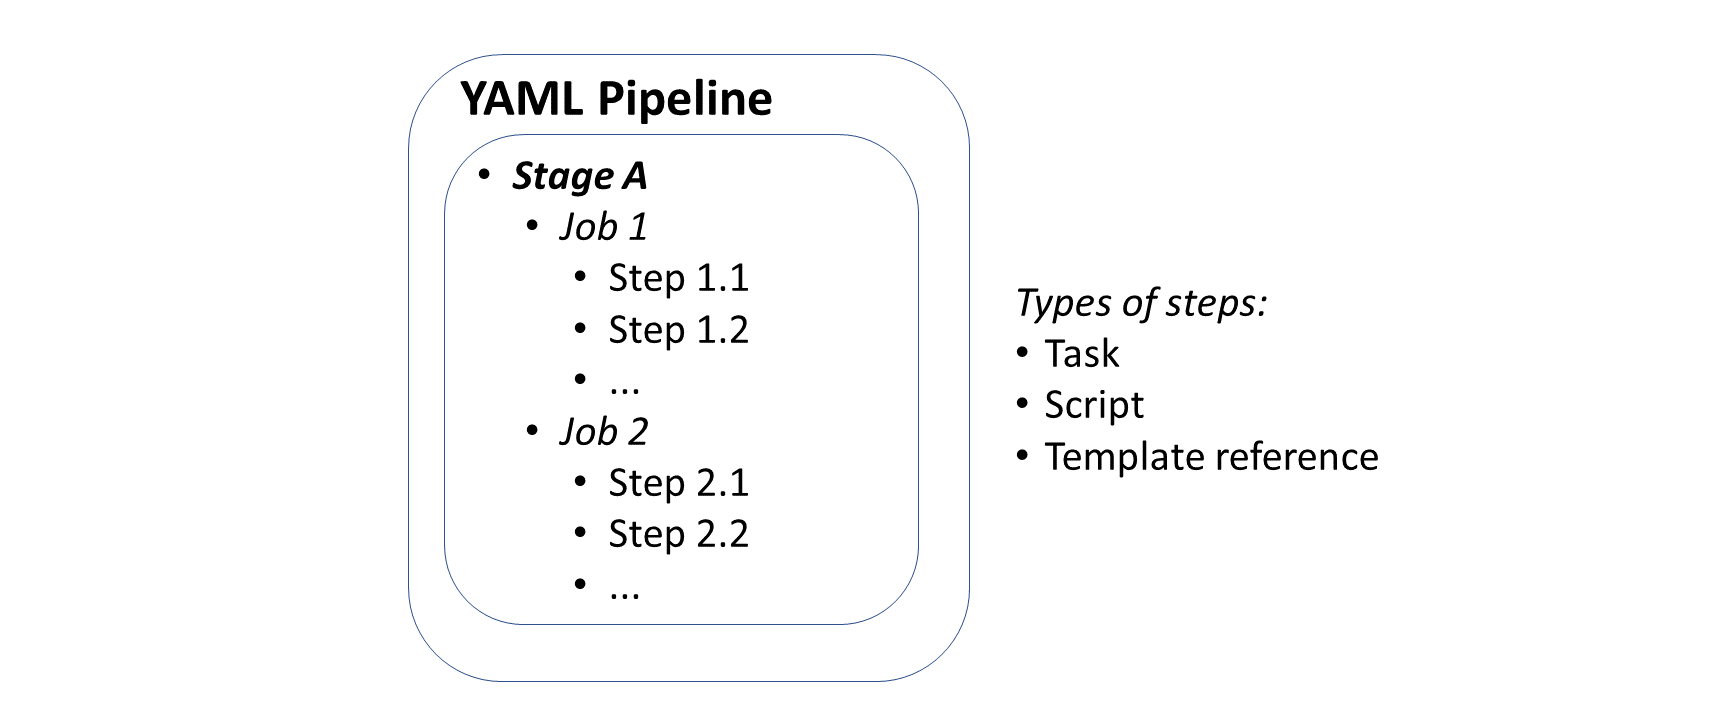 YAML Pipeline
• Stage A
• Job 1
• Step 1.1
• Step 1.2
• ...
• Job 2
• Step 2.1
• Step 2.2
• ...
Types of steps:
• Task
• Script
• Template reference